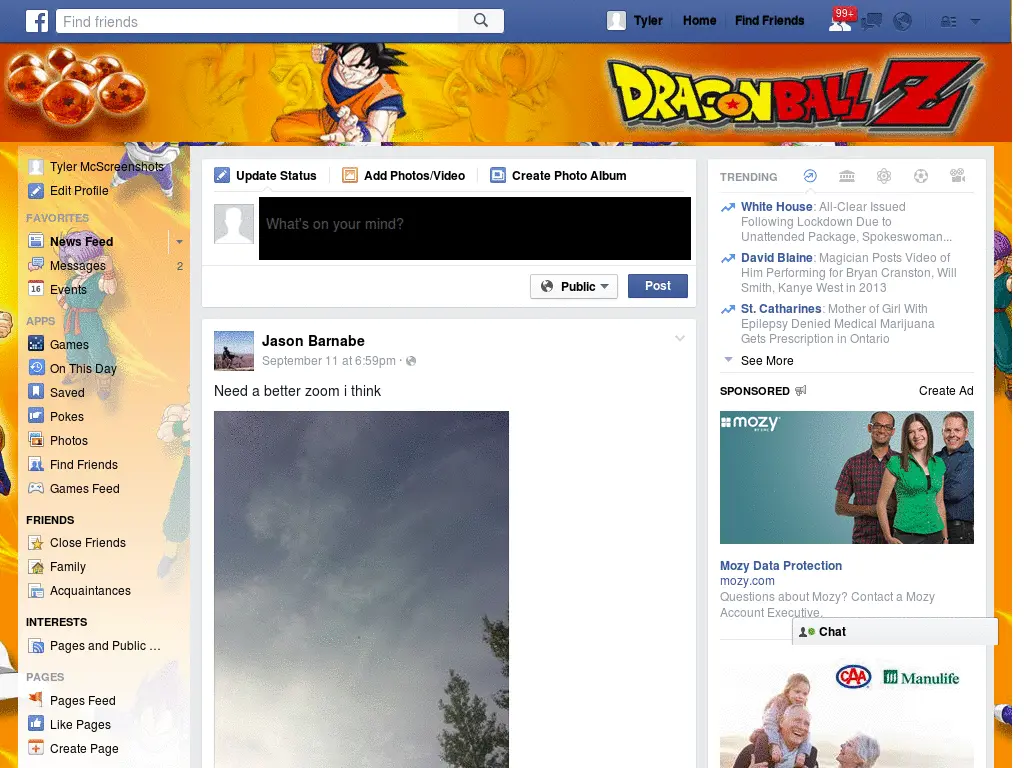 Find friends
Tyler
Home
Find Friends
99+
DRAGON BALL Z
Tyler McScreenshots
Edit Profile
FAVORITES
News Feed
Messages
2
16
Events
APPS
Games
On This Day
Saved
Pokes
Photos
Find Friends
Games Feed
FRIENDS
Close Friends
Family
Acquaintances
INTERESTS
Pages and Public ...
PAGES
Pages Feed
Like Pages
Create Page
Update Status
Add Photos/Video
Create Photo Album
What's on your mind?
Public
Post
Jason Barnabe
September 11 at 6:59pm ·
Need a better zoom i think
TRENDING
White House: All-Clear Issued
Following Lockdown Due to
Unattended Package, Spokeswoman...
David Blaine: Magician Posts Video of
Him Performing for Bryan Cranston, Will
Smith, Kanye West in 2013
St. Catharines: Mother of Girl With
Epilepsy Denied Medical Marijuana
Gets Prescription in Ontario
See More
SPONSORED
Create Ad
mozy
Mozy Data Protection
mozy.com
Questions about Mozy? Contact a Mozy
Account Executive.
Chat
CAA
Manulife